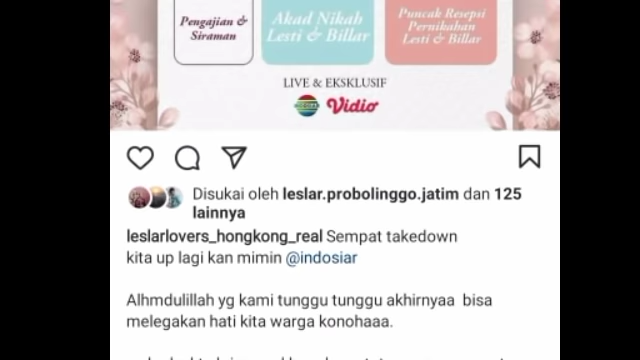 Pengajian &
Siraman
Akad Nikah
Lesti & Billar
Puncak Resepsi
Pernikahan
Lesti & Billar
LIVE & EKSKLUSIF
Vidio
Disukai oleh leslar.probolinggo.jatim dan 125
lainnya
leslarlovers_hongkong_real Sempat takedown
kita up lagi kan mimin @indosiar
Alhmdulillah yg kami tunggu tunggu akhirnyaa bisa
melegakan hati kita warga konohaaa.